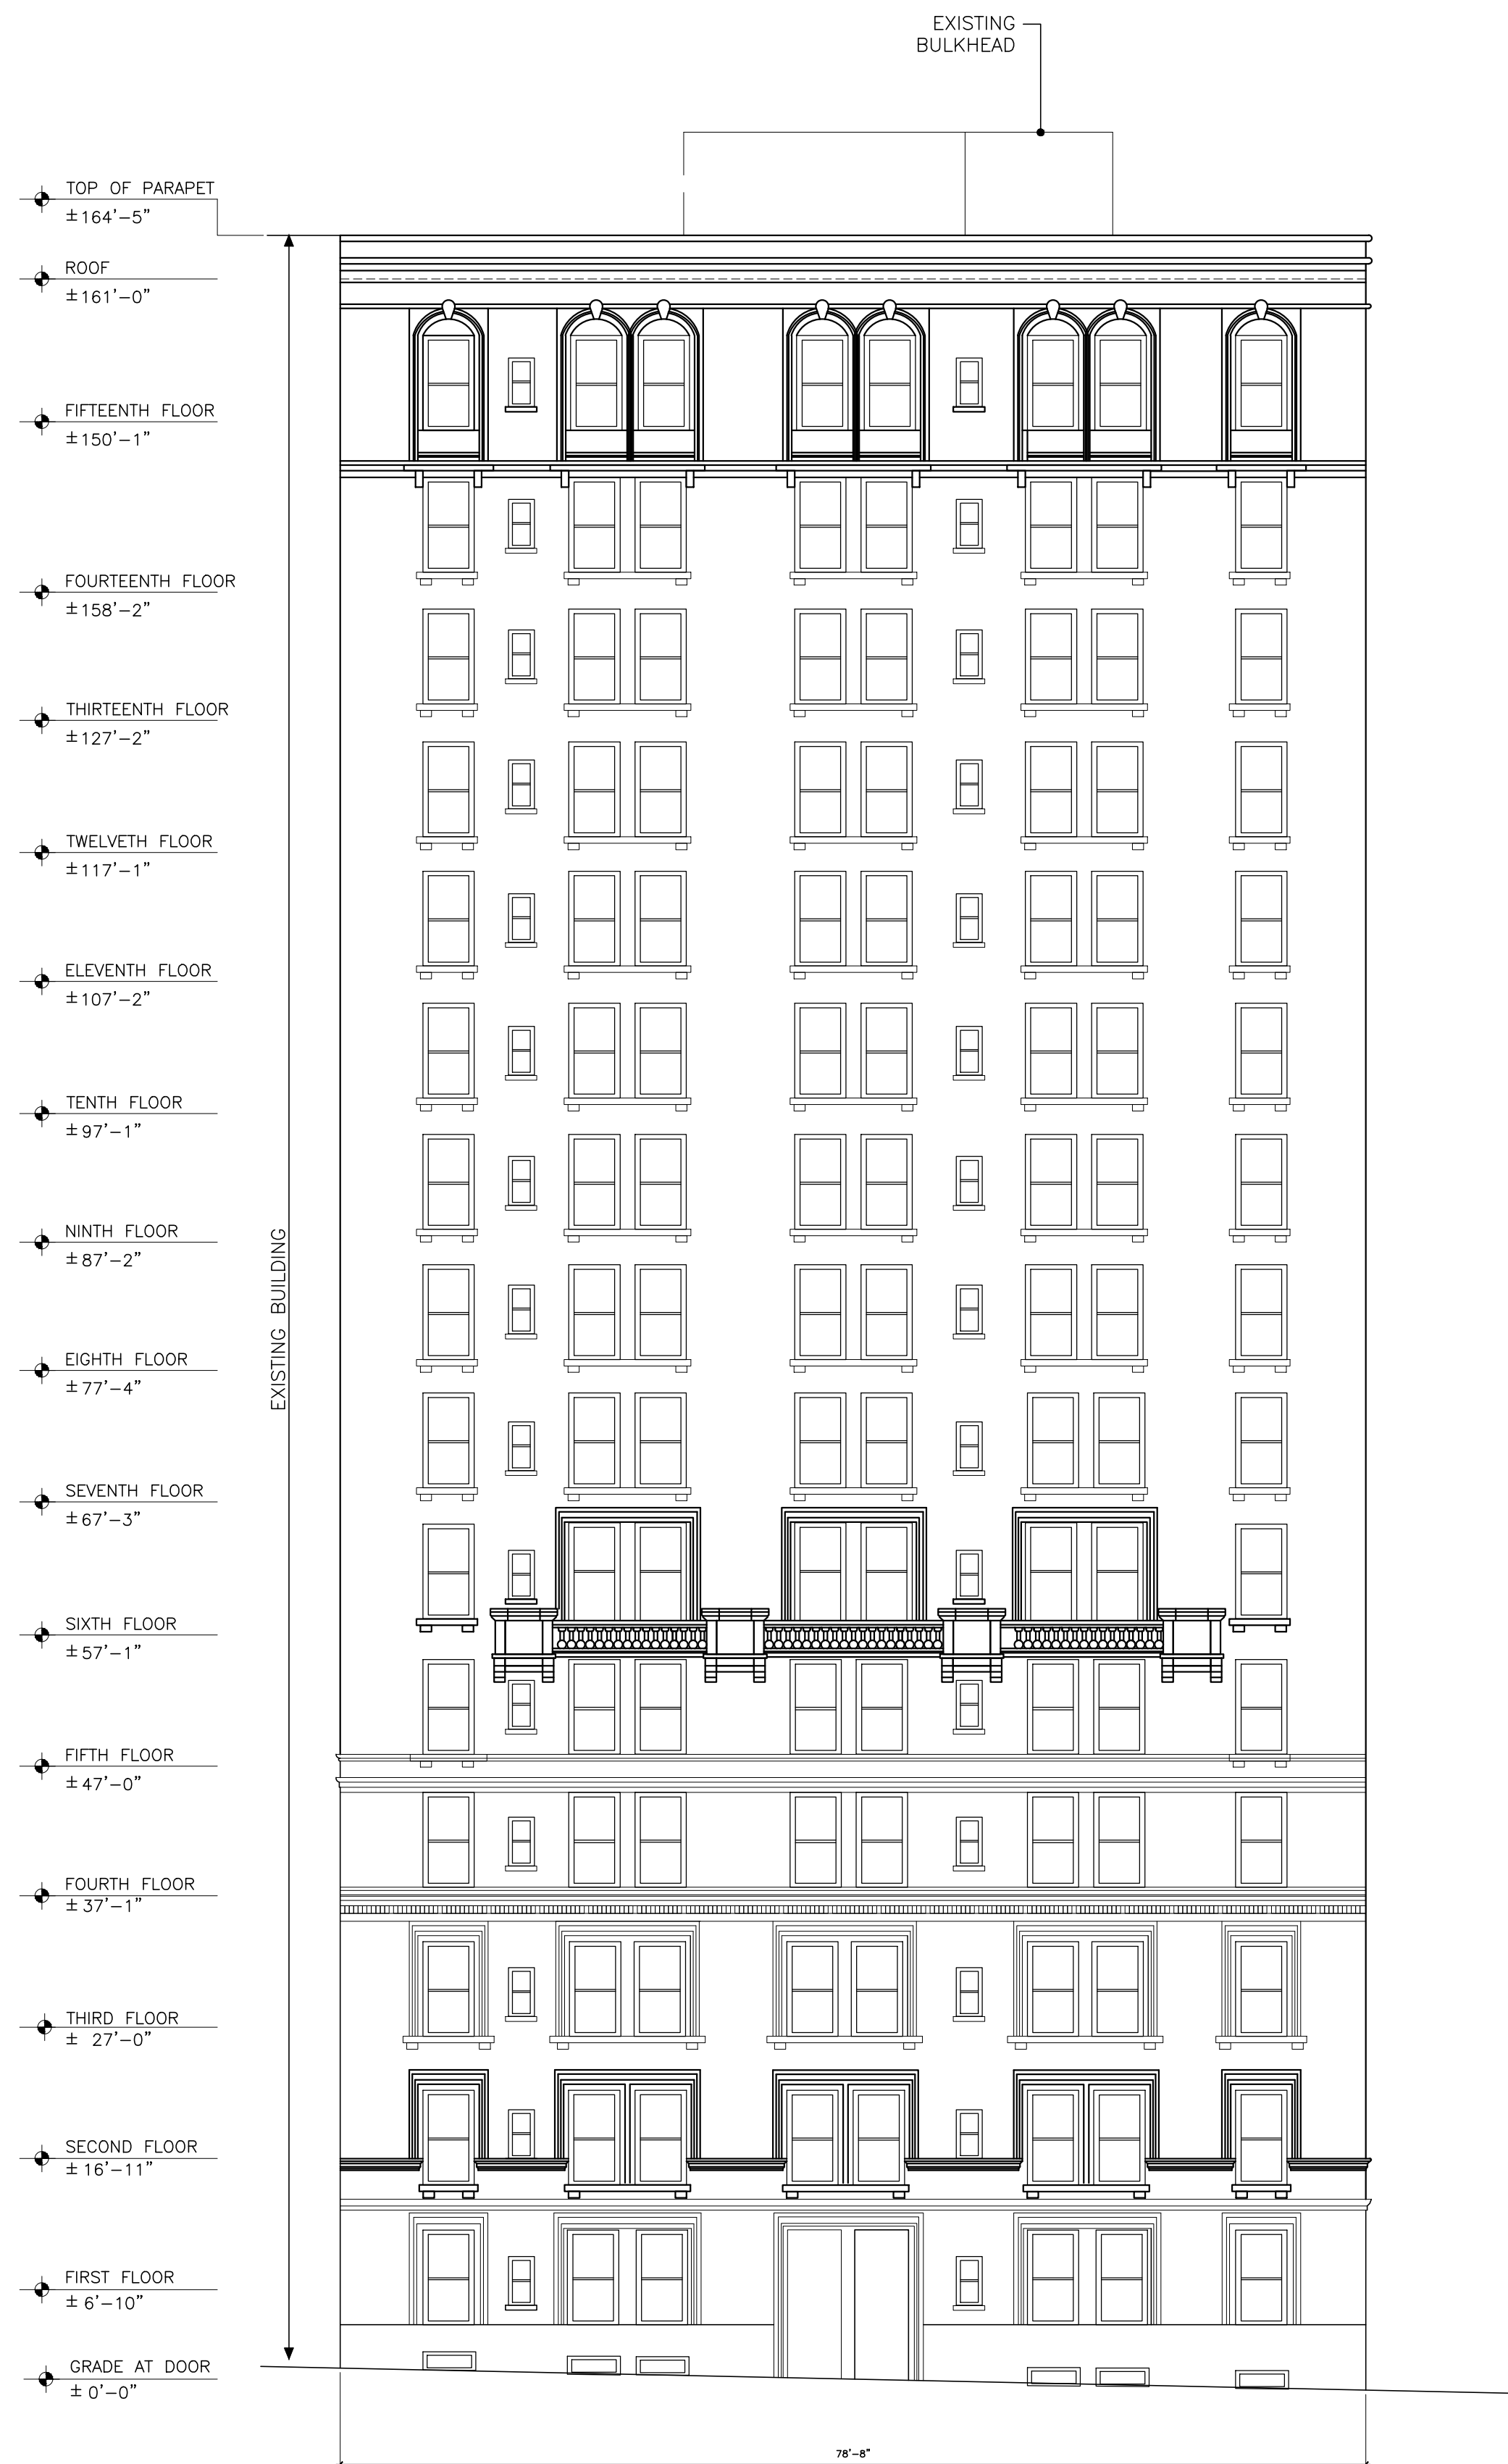 EXISTING
BULKHEAD
TOP OF PARAPET
±164'-5"
ROOF
±161'-0"
FIFTEENTH FLOOR
±150'-1"
FOURTEENTH FLOOR
±158'-2"
THIRTEENTH FLOOR
±127'-2"
TWELVETH FLOOR
±117'-1"
ELEVENTH FLOOR
±107'-2"
TENTH FLOOR
±97'-1"
NINTH FLOOR
±87'-2"
EXISTING BUILDING
EIGHTH FLOOR
±77'-4"
SEVENTH FLOOR
±67'-3"
SIXTH FLOOR
±57'-1"
FIFTH FLOOR
±47'-0"
FOURTH FLOOR
±37'-1"
THIRD FLOOR
± 27'-0"
SECOND FLOOR
±16'-11"
FIRST FLOOR
± 6'-10"
GRADE AT DOOR
± 0'-0"
78'-8"